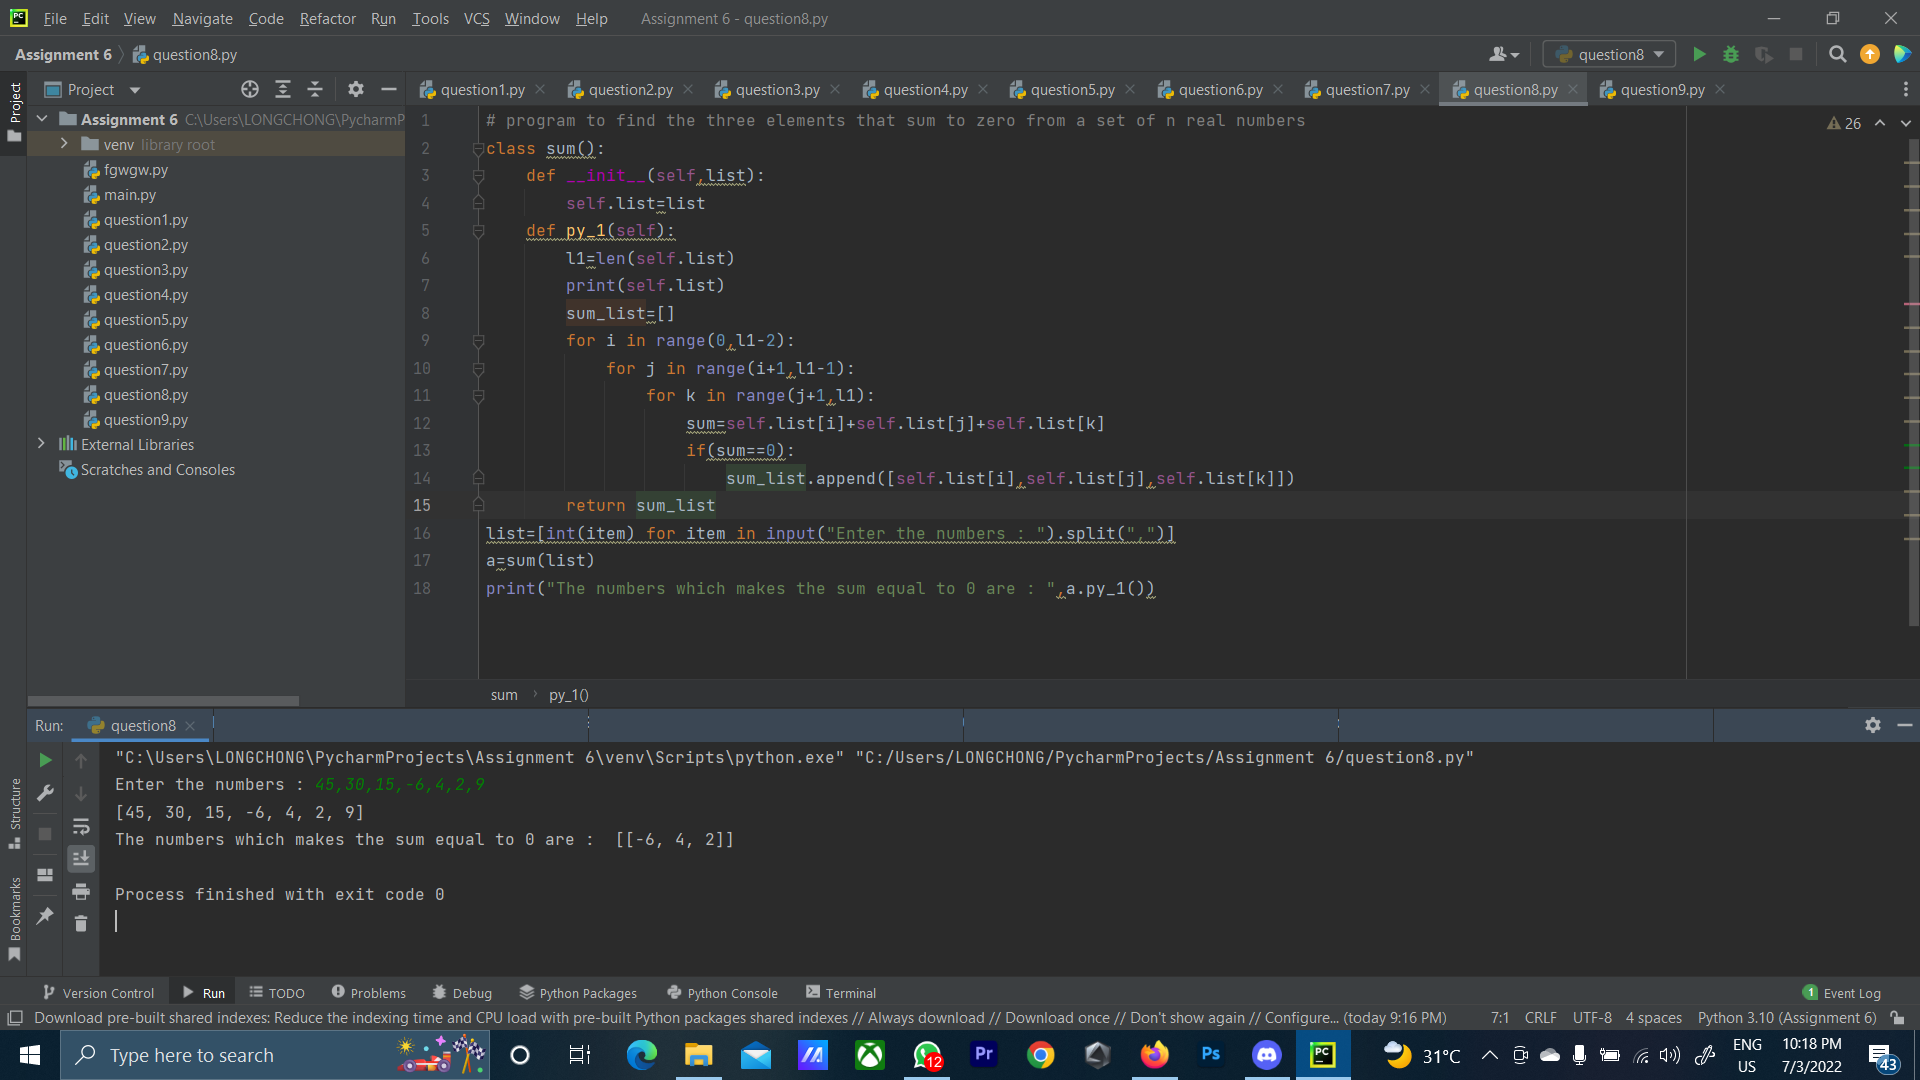 File Edit View Navigate Code Refactor Run Tools VCS Window Help Assignment 6 - question8.py
Assignment 6 question8.py question8
Project question1.py question2.py question3.py question4.py question5.py question6.py question7.py question8.py question9.py
Project
Assignment 6 C:\Users\LONGCHONG\PycharmP
venv library root
fgwgw.py
main.py
question1.py
question2.py
question3.py
question4.py
question5.py
question6.py
question7.py
question8.py
question9.py
External Libraries
Scratches and Consoles
26
1 # program to find the three elements that sum to zero from a set of n real numbers
2 class sum():
3 def __init__(self,list):
4 self.list=list
5 def py_1(self):
6 l1=len(self.list)
7 print(self.list)
8 sum_list=[]
9 for i in range(0,l1-2):
10 for j in range(i+1,l1-1):
11 for k in range(j+1,l1):
12 sum=self.list[i]+self.list[j]+self.list[k]
13 if(sum==0):
14 sum_list.append([self.list[i],self.list[j],self.list[k]])
15 return sum_list
16 list=[int(item) for item in input("Enter the numbers : ").split(",")]
17 a=sum(list)
18 print("The numbers which makes the sum equal to 0 are : ",a.py_1())
sum py_1()
Run: question8
"C:\Users\LONGCHONG\PycharmProjects\Assignment 6\venv\Scripts\python.exe" "C:/Users/LONGCHONG/PycharmProjects/Assignment 6/question8.py"
Enter the numbers : 45,30,15,-6,4,2,9
[45, 30, 15, -6, 4, 2, 9]
The numbers which makes the sum equal to 0 are :  [[-6, 4, 2]]
Process finished with exit code 0
Structure
Bookmarks
Version Control Run TODO Problems Debug Python Packages Python Console Terminal 1 Event Log
Download pre-built shared indexes: Reduce the indexing time and CPU load with pre-built Python packages shared indexes // Always download // Download once // Don't show again // Configure... (today 9:16 PM) 7:1 CRLF UTF-8 4 spaces Python 3.10 (Assignment 6)
Type here to search 12 Pr Ps PC 31°C ENG US 10:18 PM 7/3/2022 43